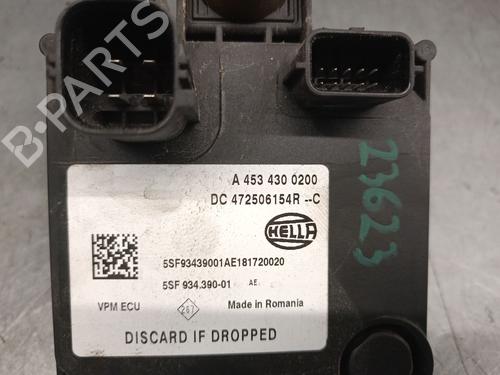 A 453 430 0200
DC 472506154R --C
HELLA
5SF93439001AE181720020
5SF 934.390-01 AE
VPM ECU
267
Made in Romania
DISCARD IF DROPPED
23623
B-PARTS